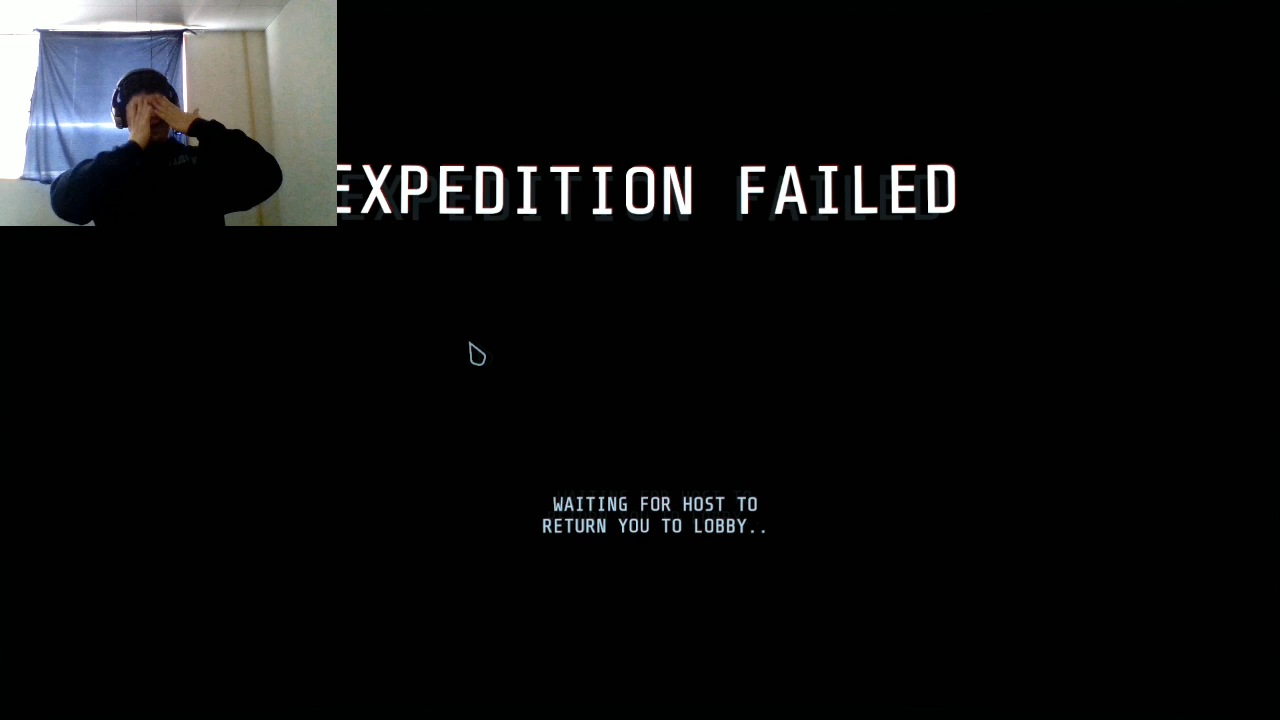 EXPEDITION FAILED
WAITING FOR HOST TO
RETURN YOU TO LOBBY..